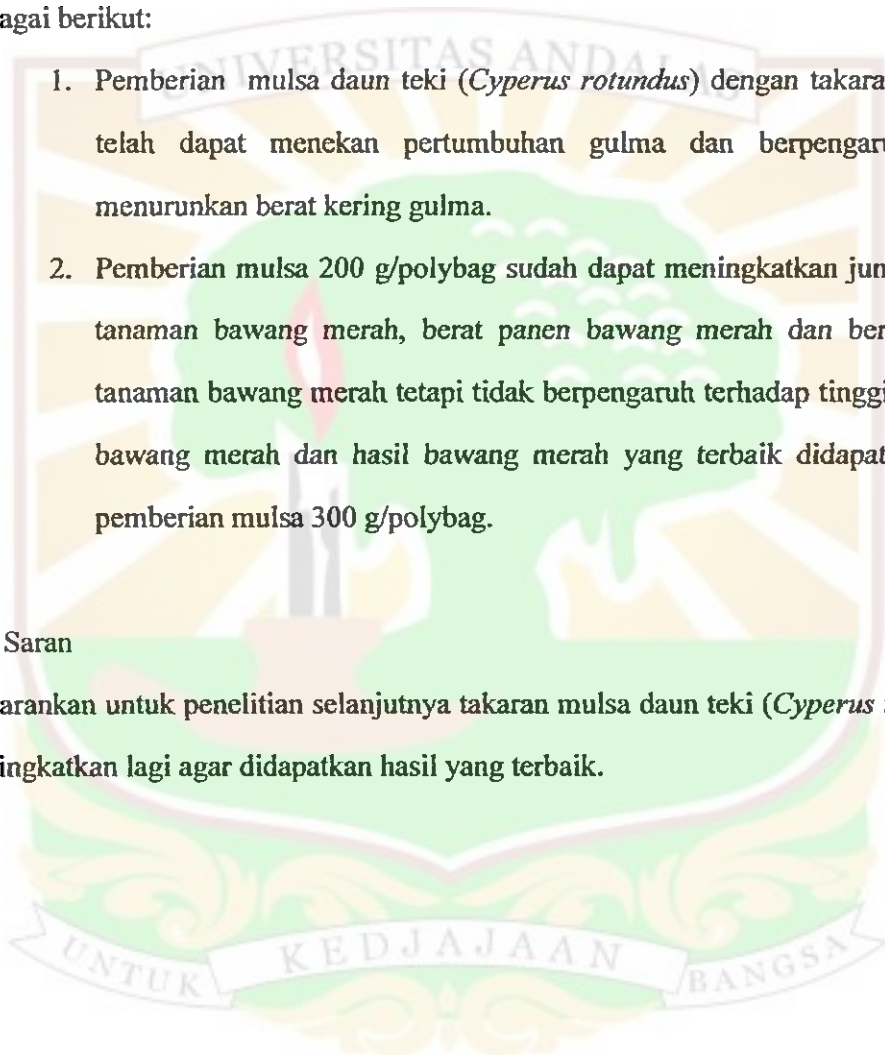 agai berikut:
UNIVERSITAS ANDALAS
1. Pemberian mulsa daun teki (Cyperus rotundus) dengan takara
telah dapat menekan pertumbuhan gulma dan berpengar
menurunkan berat kering gulma.
2. Pemberian mulsa 200 g/polybag sudah dapat meningkatkan jum
tanaman bawang merah, berat panen bawang merah dan ber
tanaman bawang merah tetapi tidak berpengaruh terhadap tinggi
bawang merah dan hasil bawang merah yang terbaik didapat
pemberian mulsa 300 g/polybag.
Saran
arankan untuk penelitian selanjutnya takaran mulsa daun teki (Cyperus
ingkatkan lagi agar didapatkan hasil yang terbaik.
UNTUK KEDJAJAAN BANGSA